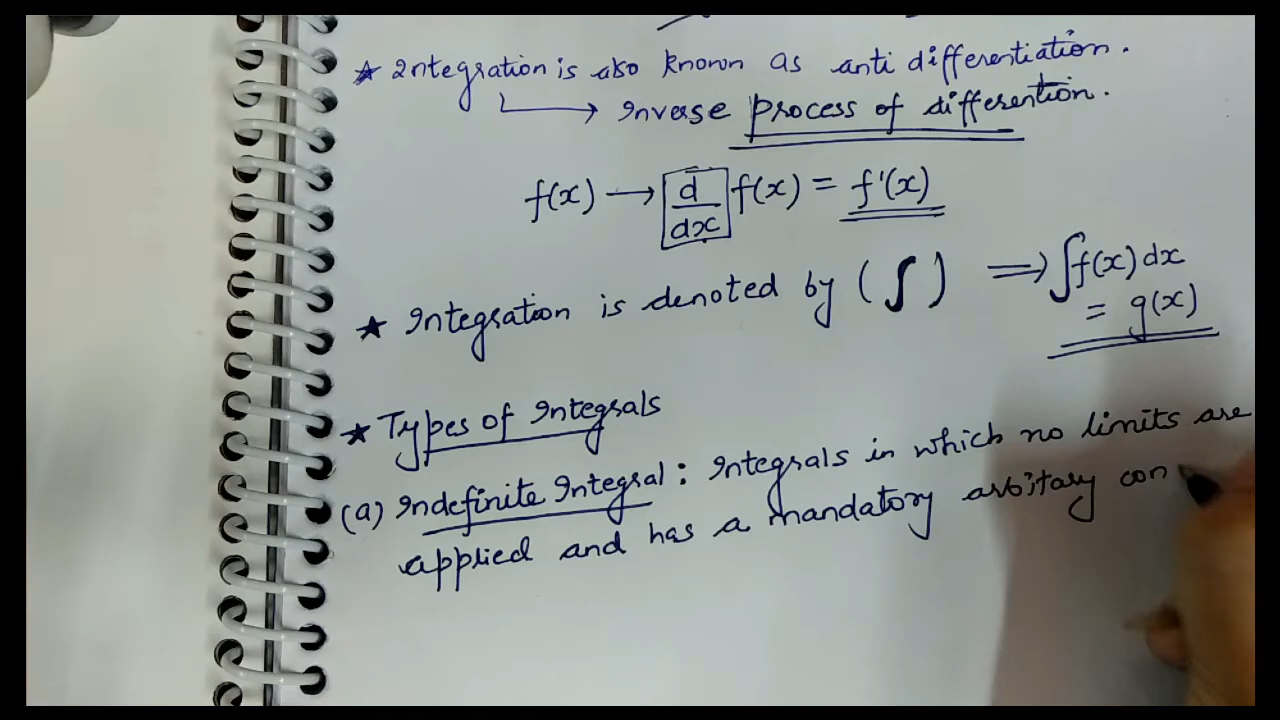 ★ Integration is also known as anti differentiation.
→ inverse process of differention.
f(x) → d/dx f(x) = f'(x)
★ Integration is denoted by (∫) ⇒ ∫f(x) dx
= g(x)
★ Types of Integrals
(a) Indefinite Integral : Integrals in which no limits are
applied and has a mandatory arbitary con